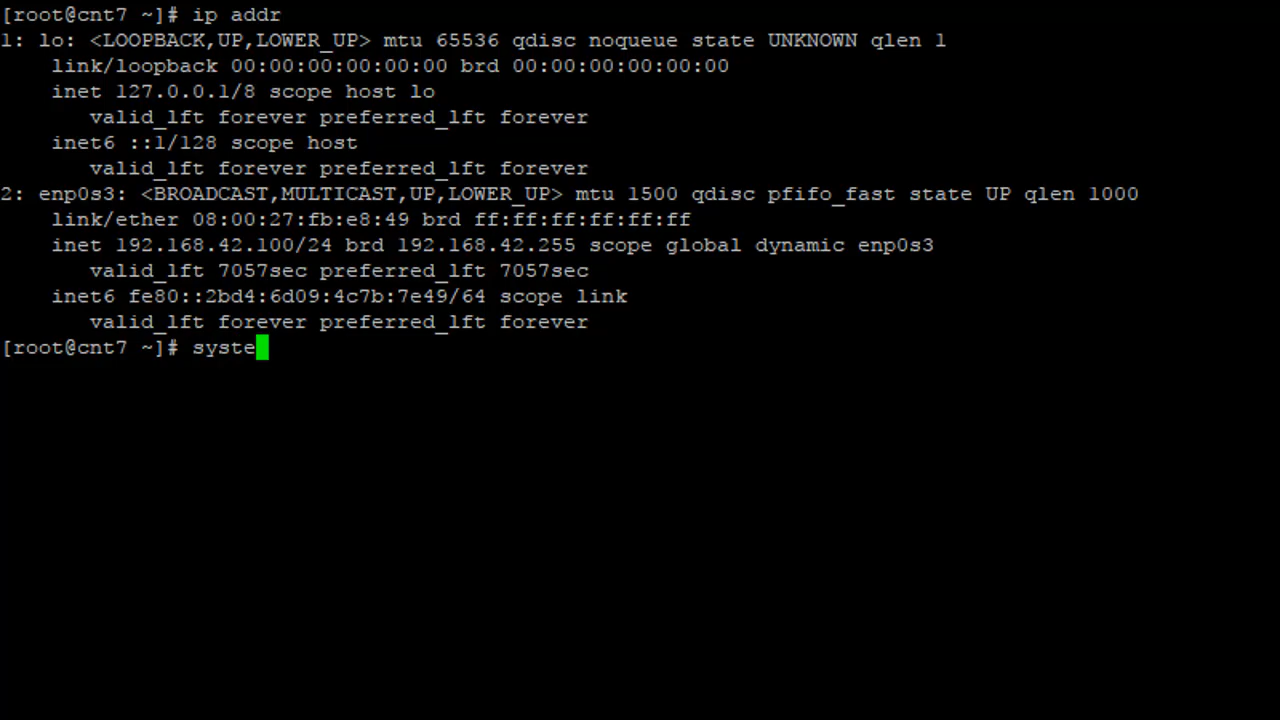 [root@cnt7 ~]# ip addr
1: lo: <LOOPBACK,UP,LOWER_UP> mtu 65536 qdisc noqueue state UNKNOWN qlen 1
    link/loopback 00:00:00:00:00:00 brd 00:00:00:00:00:00
    inet 127.0.0.1/8 scope host lo
       valid_lft forever preferred_lft forever
    inet6 ::1/128 scope host
       valid_lft forever preferred_lft forever
2: enp0s3: <BROADCAST,MULTICAST,UP,LOWER_UP> mtu 1500 qdisc pfifo_fast state UP qlen 1000
    link/ether 08:00:27:fb:e8:49 brd ff:ff:ff:ff:ff:ff
    inet 192.168.42.100/24 brd 192.168.42.255 scope global dynamic enp0s3
       valid_lft 7057sec preferred_lft 7057sec
    inet6 fe80::2bd4:6d09:4c7b:7e49/64 scope link
       valid_lft forever preferred_lft forever
[root@cnt7 ~]# syste